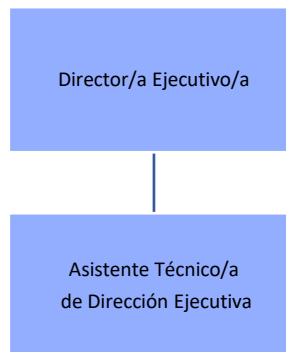 Director/a Ejecutivo/a
Asistente Técnico/a
de Dirección Ejecutiva